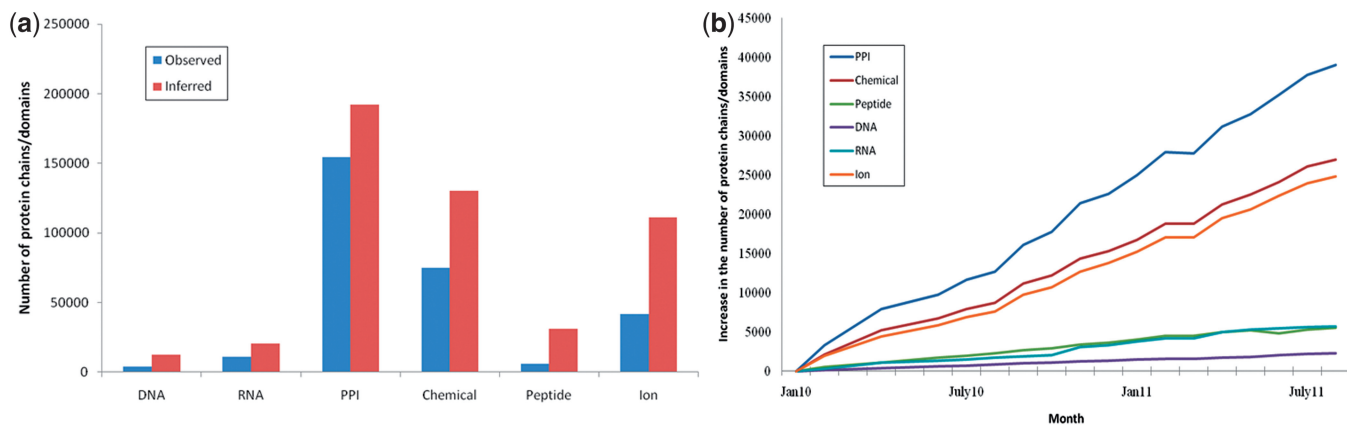 (a)
Number of protein chains/domains
250000
200000
150000
100000
50000
0
Observed
Inferred
DNA
RNA
PPI
Chemical
Peptide
Ion
(b)
Increase in the number of protein chains/domains
45000
40000
35000
30000
25000
20000
15000
10000
5000
0
PPI
Chemical
Peptide
DNA
RNA
Ion
Jan10
July10
Jan11
July11
Month